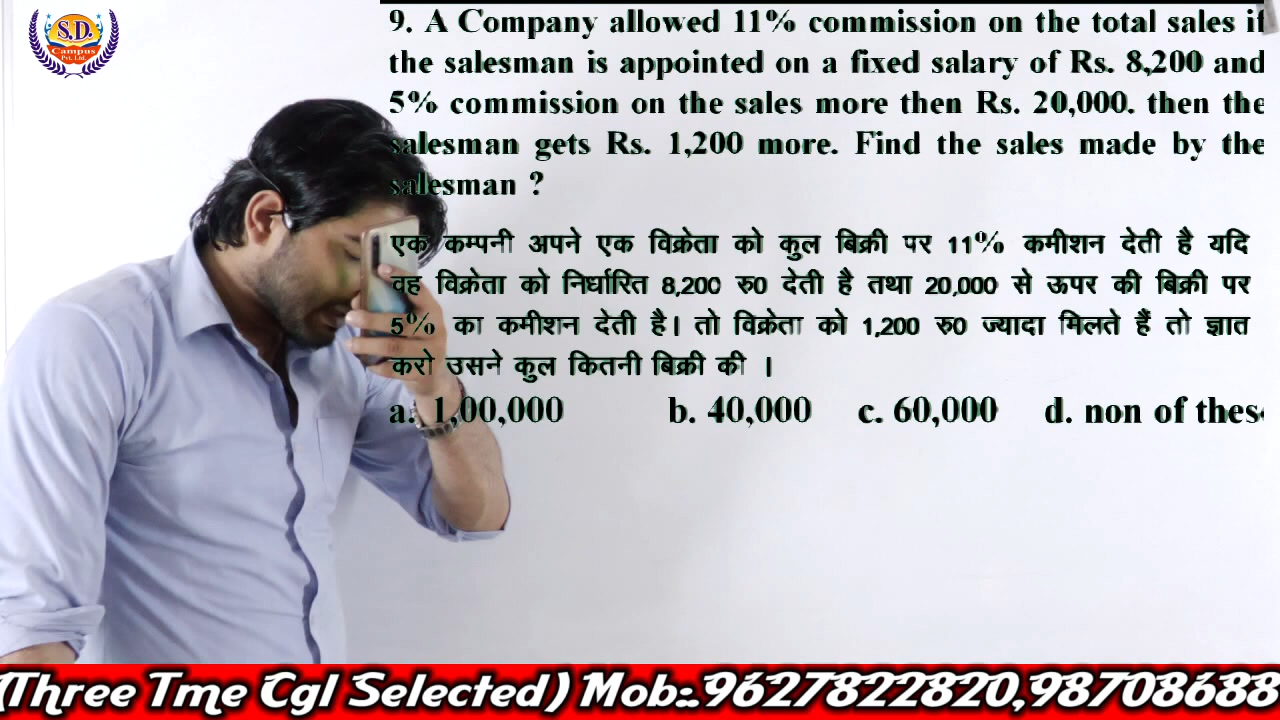 S.D.
Campus
Pvt. Ltd.
9. A Company allowed 11% commission on the total sales if
the salesman is appointed on a fixed salary of Rs. 8,200 and
5% commission on the sales more then Rs. 20,000. then the
salesman gets Rs. 1,200 more. Find the sales made by the
salesman ?
एक कम्पनी अपने एक विक्रेता को कुल बिक्री पर 11% कमीशन देती है यदि
वह विक्रेता को निर्धारित 8,200 रु0 देती है तथा 20,000 से ऊपर की बिक्री पर
5% का कमीशन देती है। तो विक्रेता को 1,200 रु0 ज्यादा मिलते हैं तो ज्ञात
करो उसने कुल कितनी बिक्री की ।
a. 1,00,000 b. 40,000 c. 60,000 d. non of thes
(Three Tme Cgl Selected) Mob:.9627822820,98708688